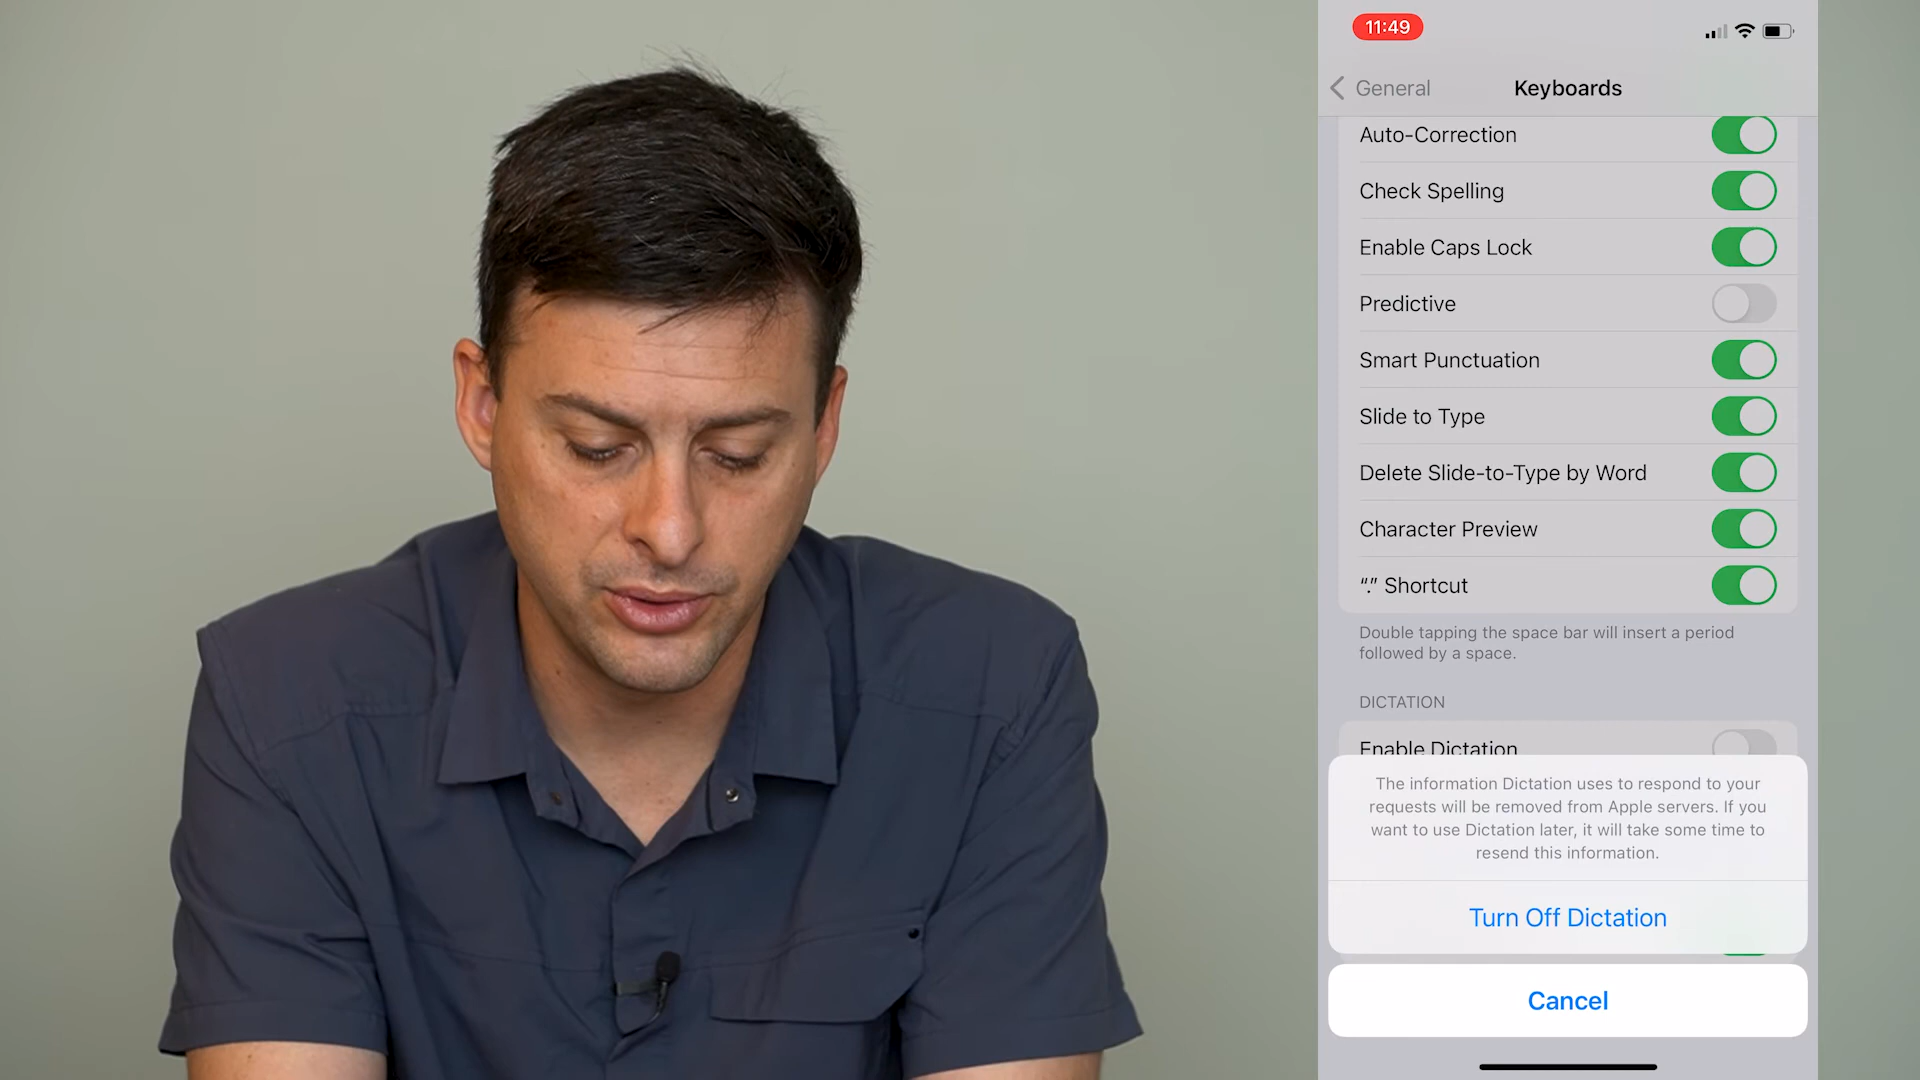 11:49
General
Keyboards
Auto-Correction
Check Spelling
Enable Caps Lock
Predictive
Smart Punctuation
Slide to Type
Delete Slide-to-Type by Word
Character Preview
“.” Shortcut
Double tapping the space bar will insert a period
followed by a space.
DICTATION
Enable Dictation
The information Dictation uses to respond to your
requests will be removed from Apple servers. If you
want to use Dictation later, it will take some time to
resend this information.
Turn Off Dictation
Cancel